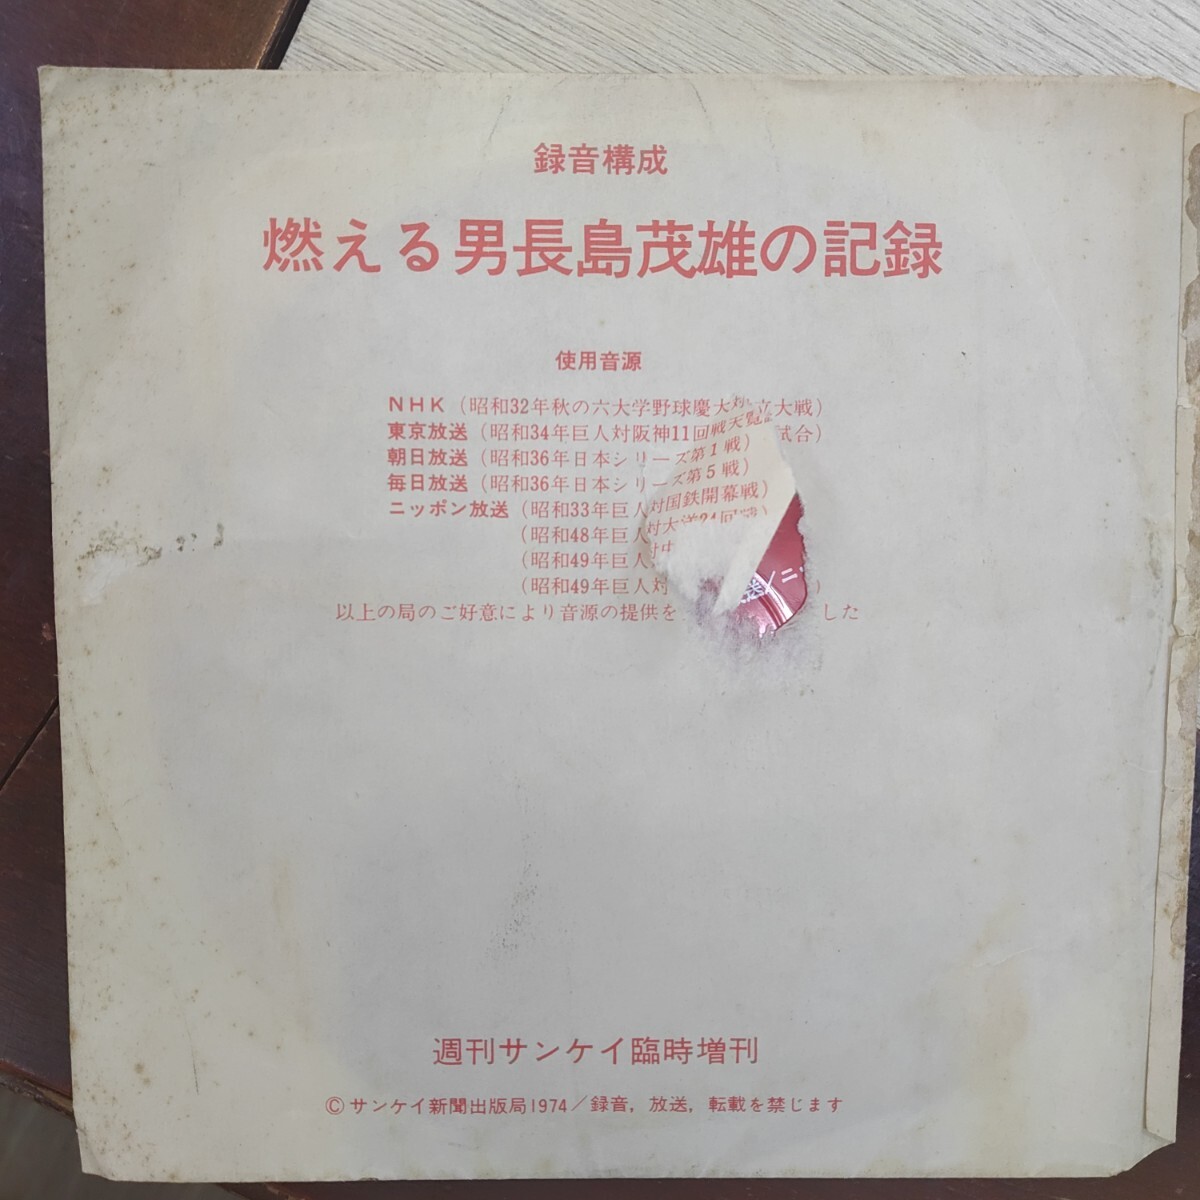 録音構成
燃える男長島茂雄の記録
使用音源
NHK（昭和32年秋の六大学野球慶大対立大戦）
東京放送（昭和34年巨人対阪神11回戦天覧試合）
朝日放送（昭和36年日本シリーズ第1戦）
毎日放送（昭和36年日本シリーズ第5戦）
ニッポン放送（昭和33年巨人対国鉄開幕戦）
（昭和48年巨人対大洋24回戦）
（昭和49年巨人対中
（昭和49年巨人対）
以上の局のご好意により音源の提供を した
週刊サンケイ臨時増刊
©サンケイ新聞出版局1974／録音，放送，転載を禁じます